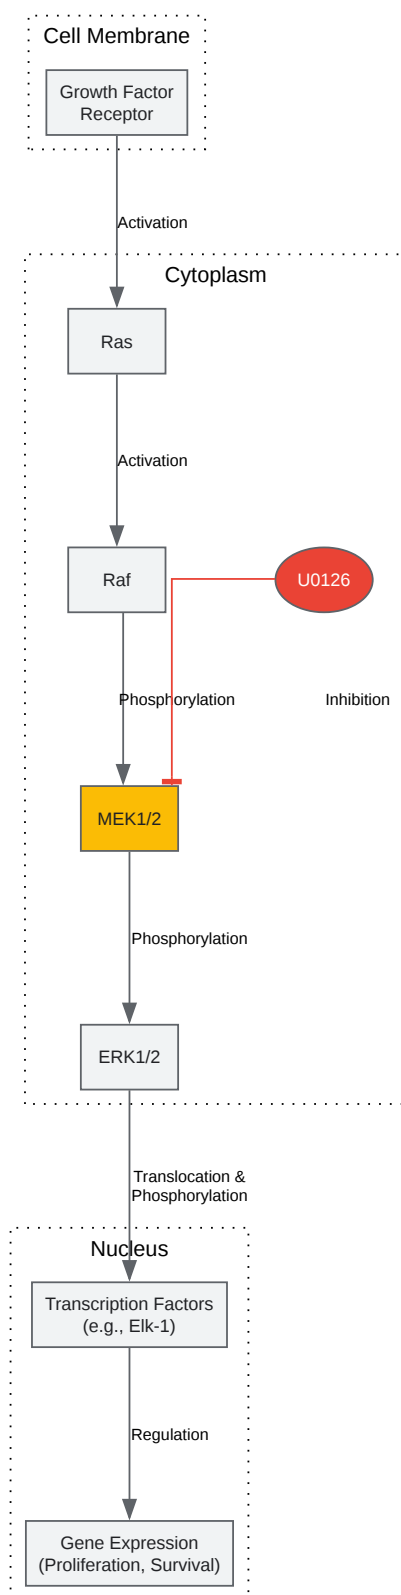 Cell Membrane
Growth Factor
Receptor
Activation
Cytoplasm
Ras
Activation
Raf
U0126
Phosphorylation
Inhibition
MEK1/2
Phosphorylation
ERK1/2
Translocation &
Phosphorylation
Nucleus
Transcription Factors
(e.g., Elk-1)
Regulation
Gene Expression
(Proliferation, Survival)